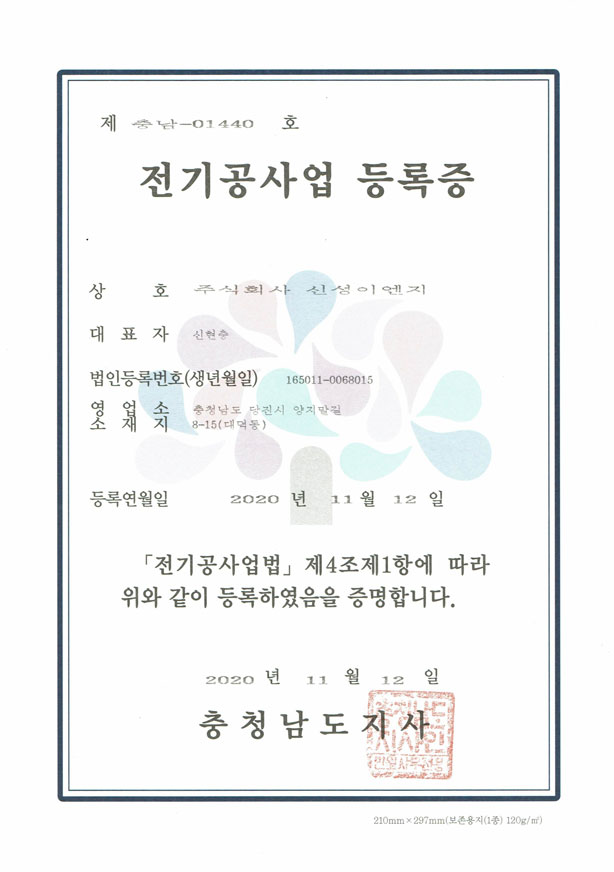 제 충남-01440 호
전기공사업 등록증
상 호 주식회사 신성이엔지
대 표 자 신현충
법인등록번호(생년월일) 165011-0068015
영 업 소 충청남도 당진시 양지말길
소 재 지 8-15(대덕동)
등록연월일 2020 년 11 월 12 일
「전기공사업법」 제4조제1항에 따라
위와 같이 등록하였음을 증명합니다.
2020 년 11 월 12 일
충청남도지사
210mm×297mm(보존용지(1종) 120g/㎡)